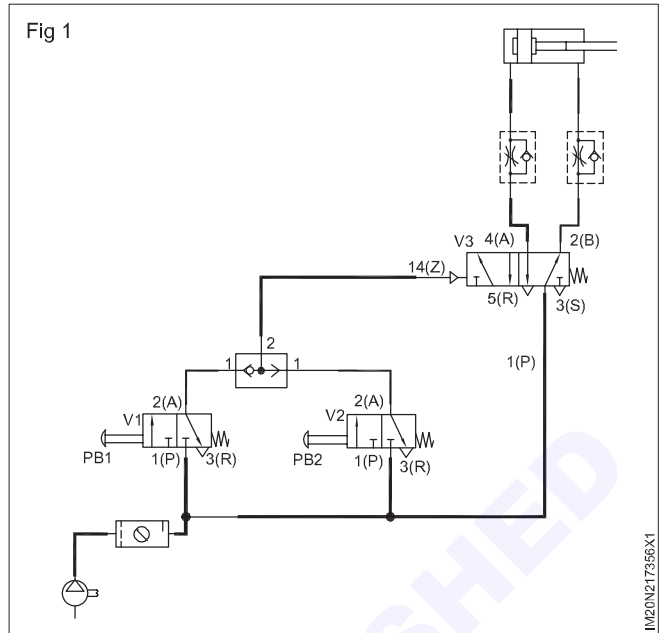 Fig 1
V3
4(A)
2(B)
14(Z)
5(R)
3(S)
1(P)
2
1
1
2(A)
2(A)
V1
V2
PB1
1(P)
3(R)
PB2
1(P)
3(R)
SHED
IM20N217356X1